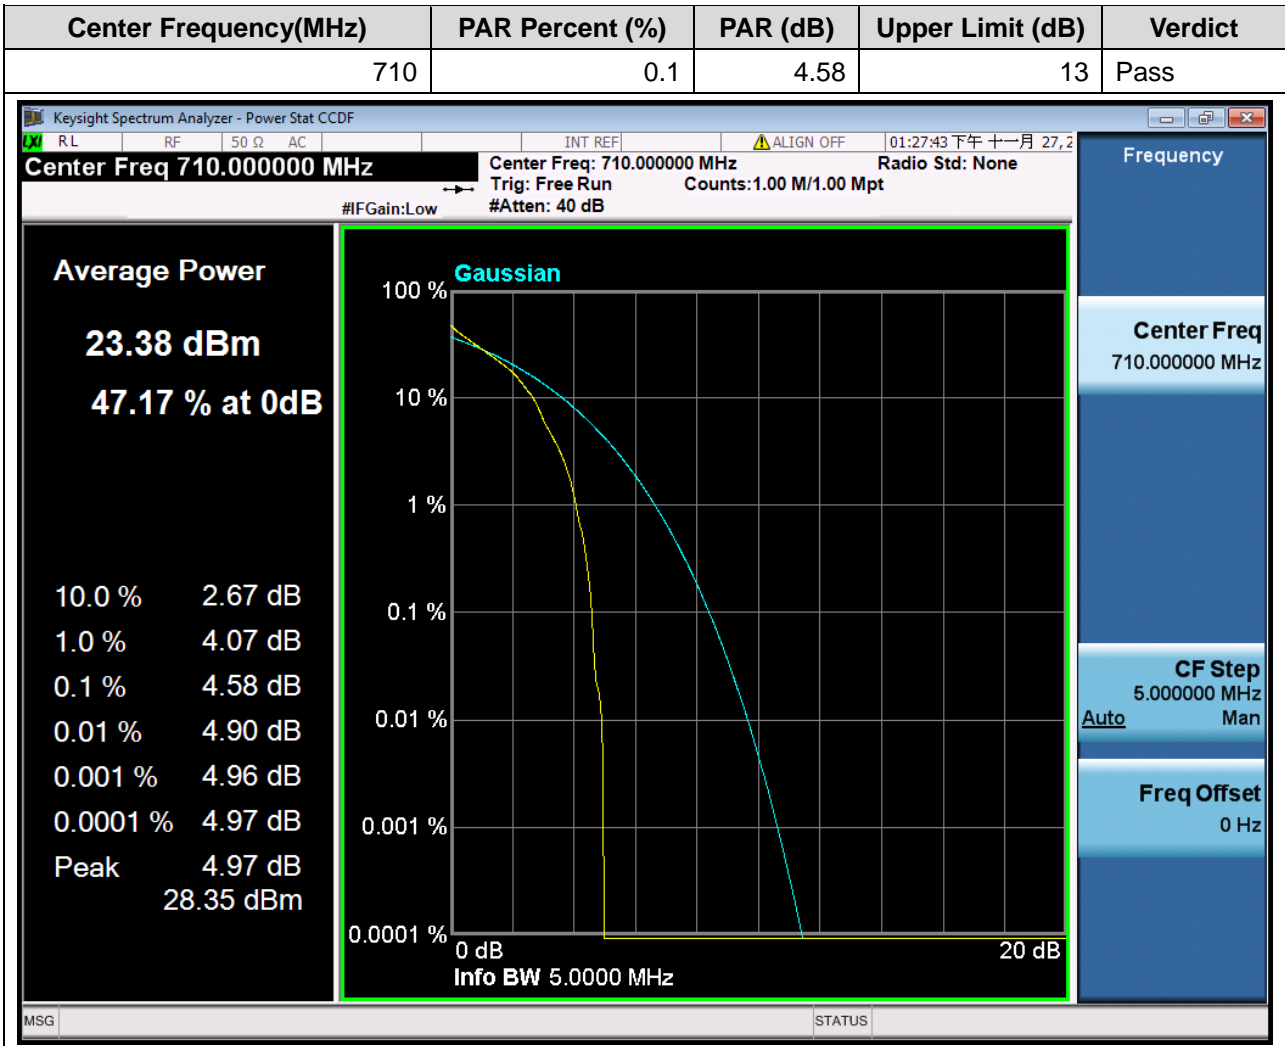 Center Frequency(MHz) PAR Percent (%) PAR (dB) Upper Limit (dB) Verdict
710 0.1 4.58 13 Pass
Keysight Spectrum Analyzer - Power Stat CCDF
LXI RL RF 50 Ω AC INT REF ALIGN OFF 01:27:43 下午 十一月 27, 2
Center Freq 710.000000 MHz
Center Freq: 710.000000 MHz Radio Std: None
Trig: Free Run Counts:1.00 M/1.00 Mpt
#IFGain:Low #Atten: 40 dB
Average Power
23.38 dBm
47.17 % at 0dB
10.0 % 2.67 dB
1.0 % 4.07 dB
0.1 % 4.58 dB
0.01 % 4.90 dB
0.001 % 4.96 dB
0.0001 % 4.97 dB
Peak 4.97 dB
28.35 dBm
Gaussian
100 %
10 %
1 %
0.1 %
0.01 %
0.001 %
0.0001 %
0 dB 20 dB
Info BW 5.0000 MHz
Frequency
Center Freq
710.000000 MHz
CF Step
5.000000 MHz
Auto Man
Freq Offset
0 Hz
MSG STATUS